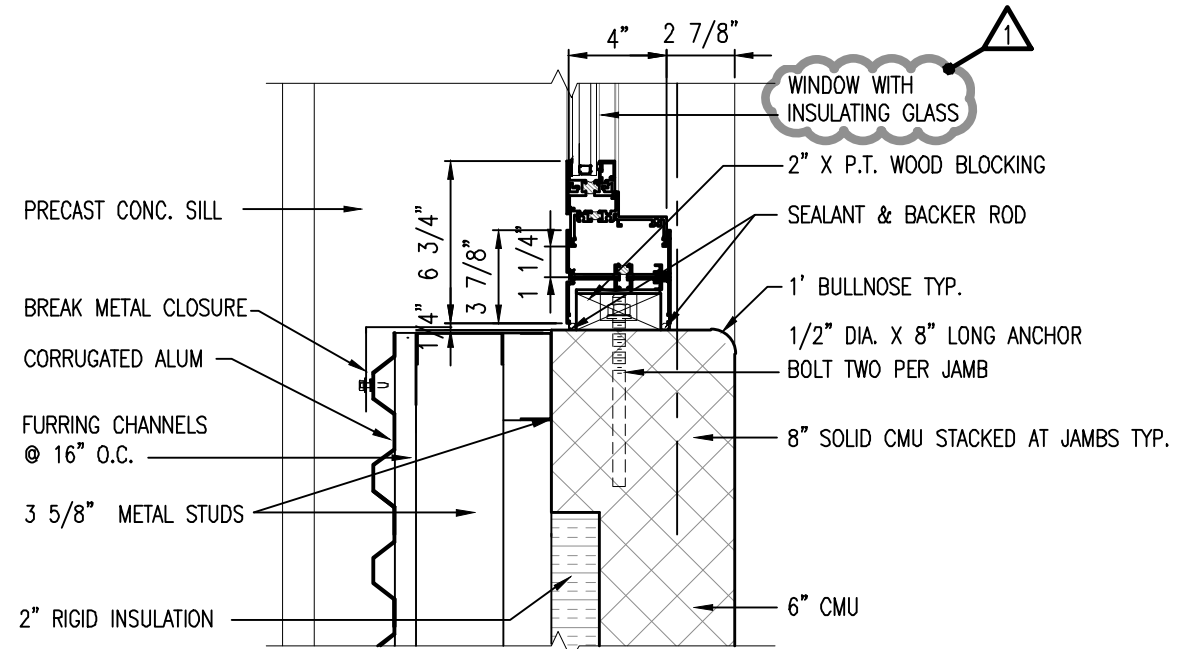 4"
2 7/8"
1
WINDOW WITH
INSULATING GLASS
2" X P.T. WOOD BLOCKING
SEALANT & BACKER ROD
PRECAST CONC. SILL
6 3/4"
3 7/8"
1 1/4"
1/4"
BREAK METAL CLOSURE
1' BULLNOSE TYP.
CORRUGATED ALUM
1/2" DIA. X 8" LONG ANCHOR
BOLT TWO PER JAMB
FURRING CHANNELS
@ 16" O.C.
8" SOLID CMU STACKED AT JAMBS TYP.
3 5/8" METAL STUDS
2" RIGID INSULATION
6" CMU